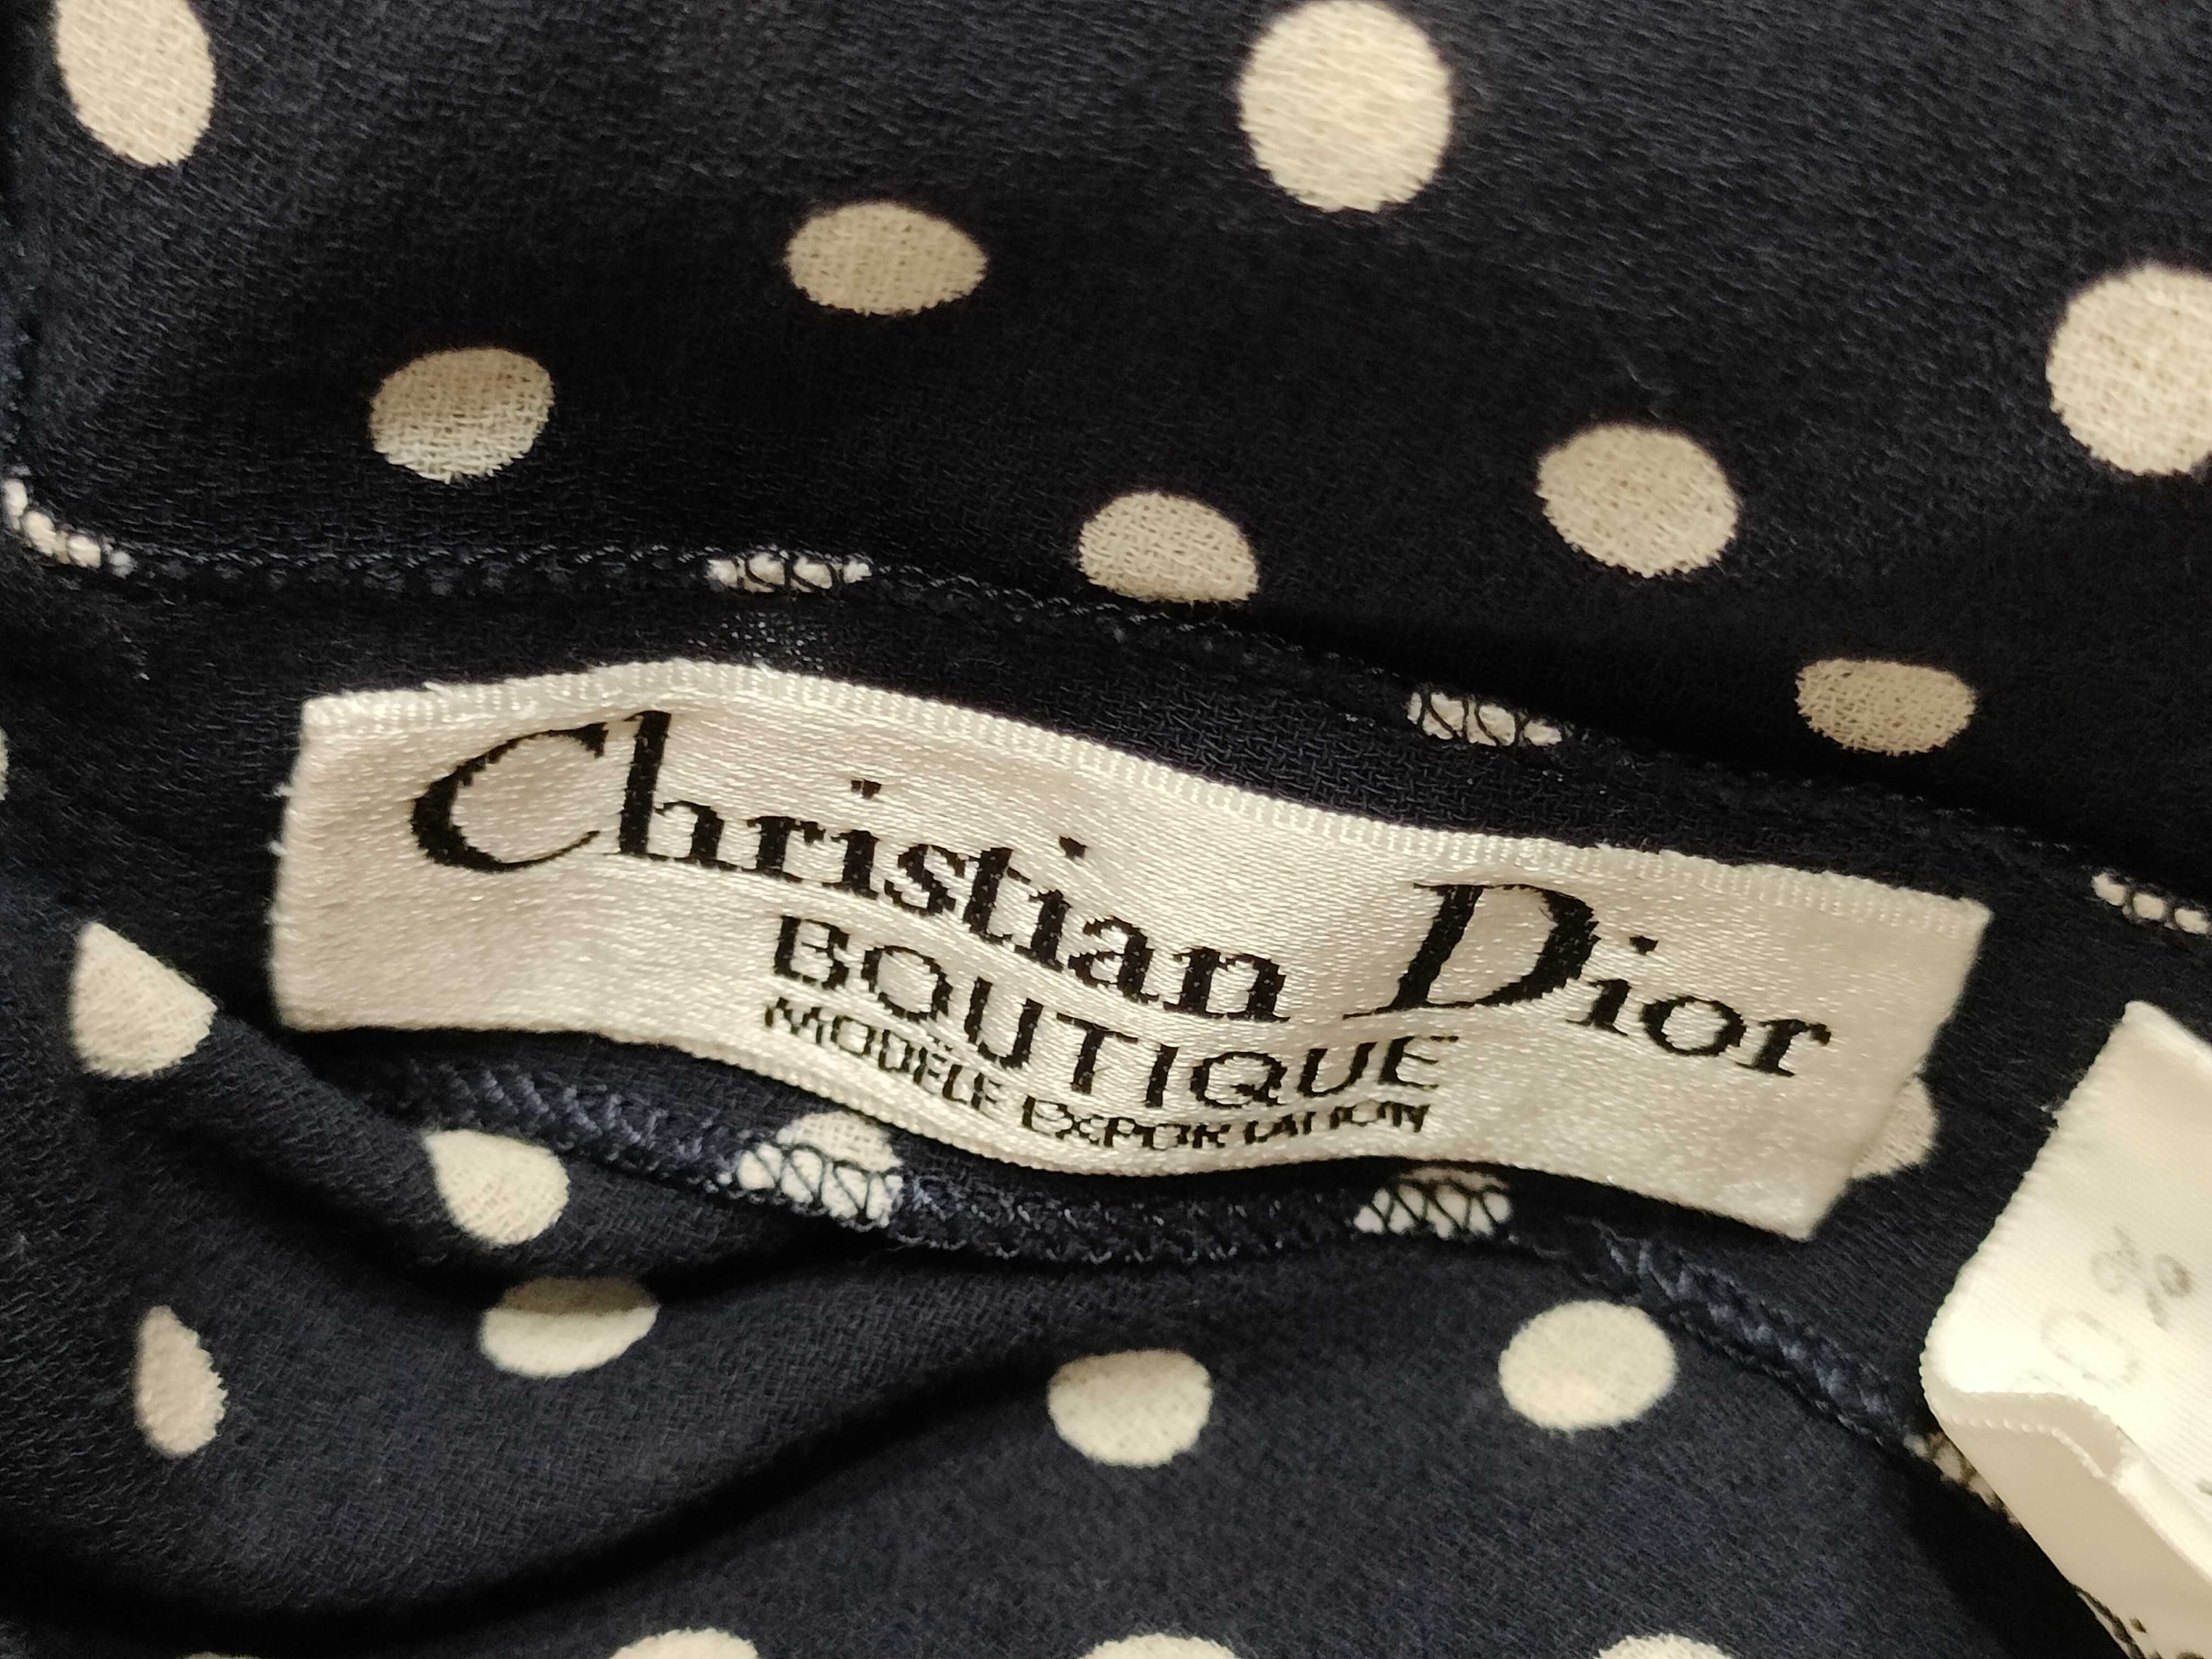 Christian Dior
BOUTIQUE
MODÈLE EXPORTATION